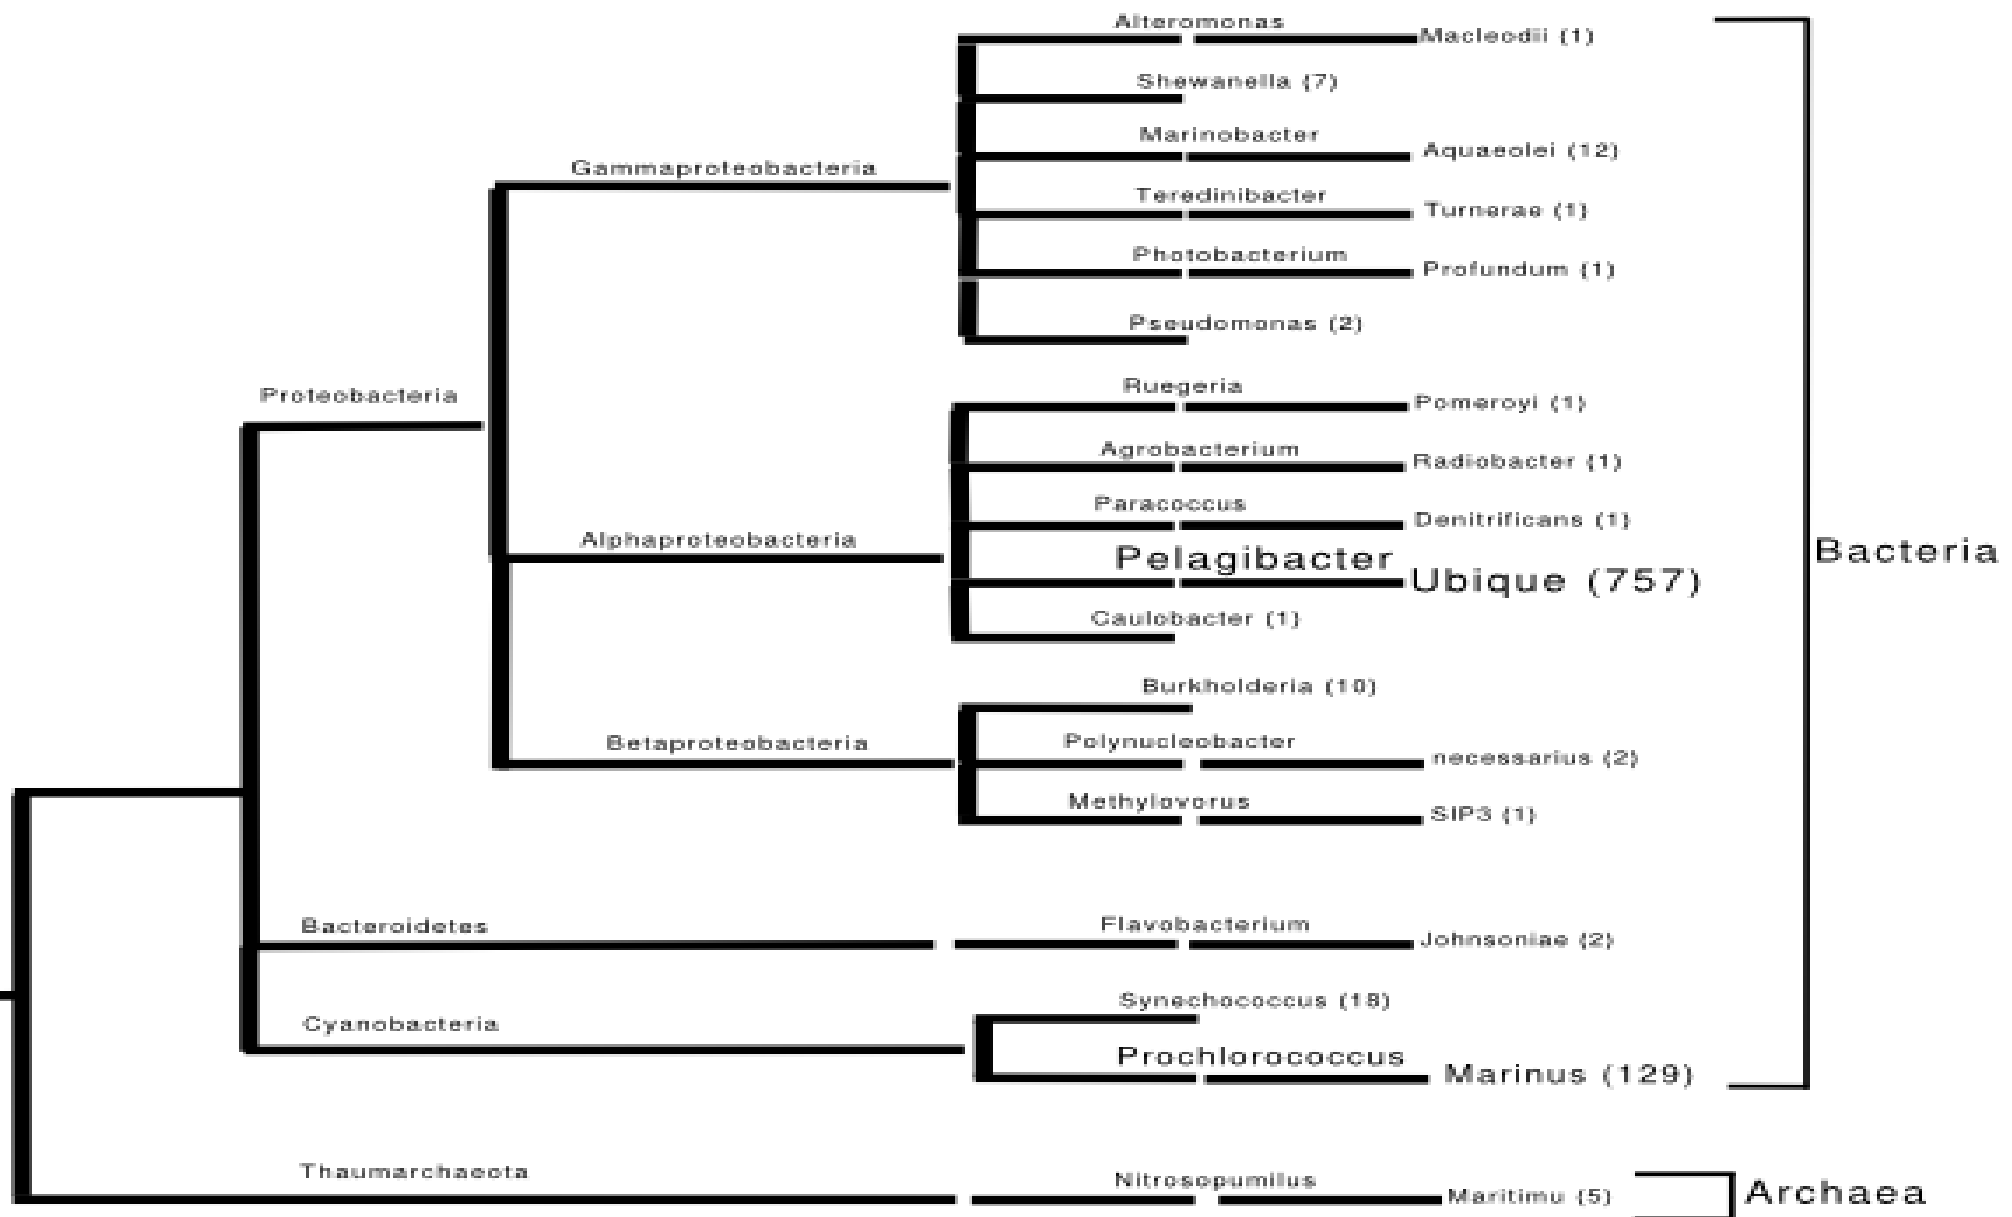 Alteromonas
Macleodii (1)
Shewanella (7)
Marinobacter
Aquaeolei (12)
Gammaproteobacteria
Teredinibacter
Turnerae (1)
Photobacterium
Profundum (1)
Pseudomonas (2)
Proteobacteria
Ruegeria
Pomeroyi (1)
Agrobacterium
Radiobacter (1)
Paracoccus
Denitrificans (1)
Alphaproteobacteria
Pelagibacter
Ubique (757)
Bacteria
Caulobacter (1)
Burkholderia (10)
Betaproteobacteria
Polynucleobacter
necessarius (2)
Methylovorus
SIP3 (1)
Bacteroidetes
Flavobacterium
Johnsoniae (2)
Synechococcus (18)
Cyanobacteria
Prochlorococcus
Marinus (129)
Thaumarchaeota
Nitrosopumilus
Maritimu (5)
Archaea